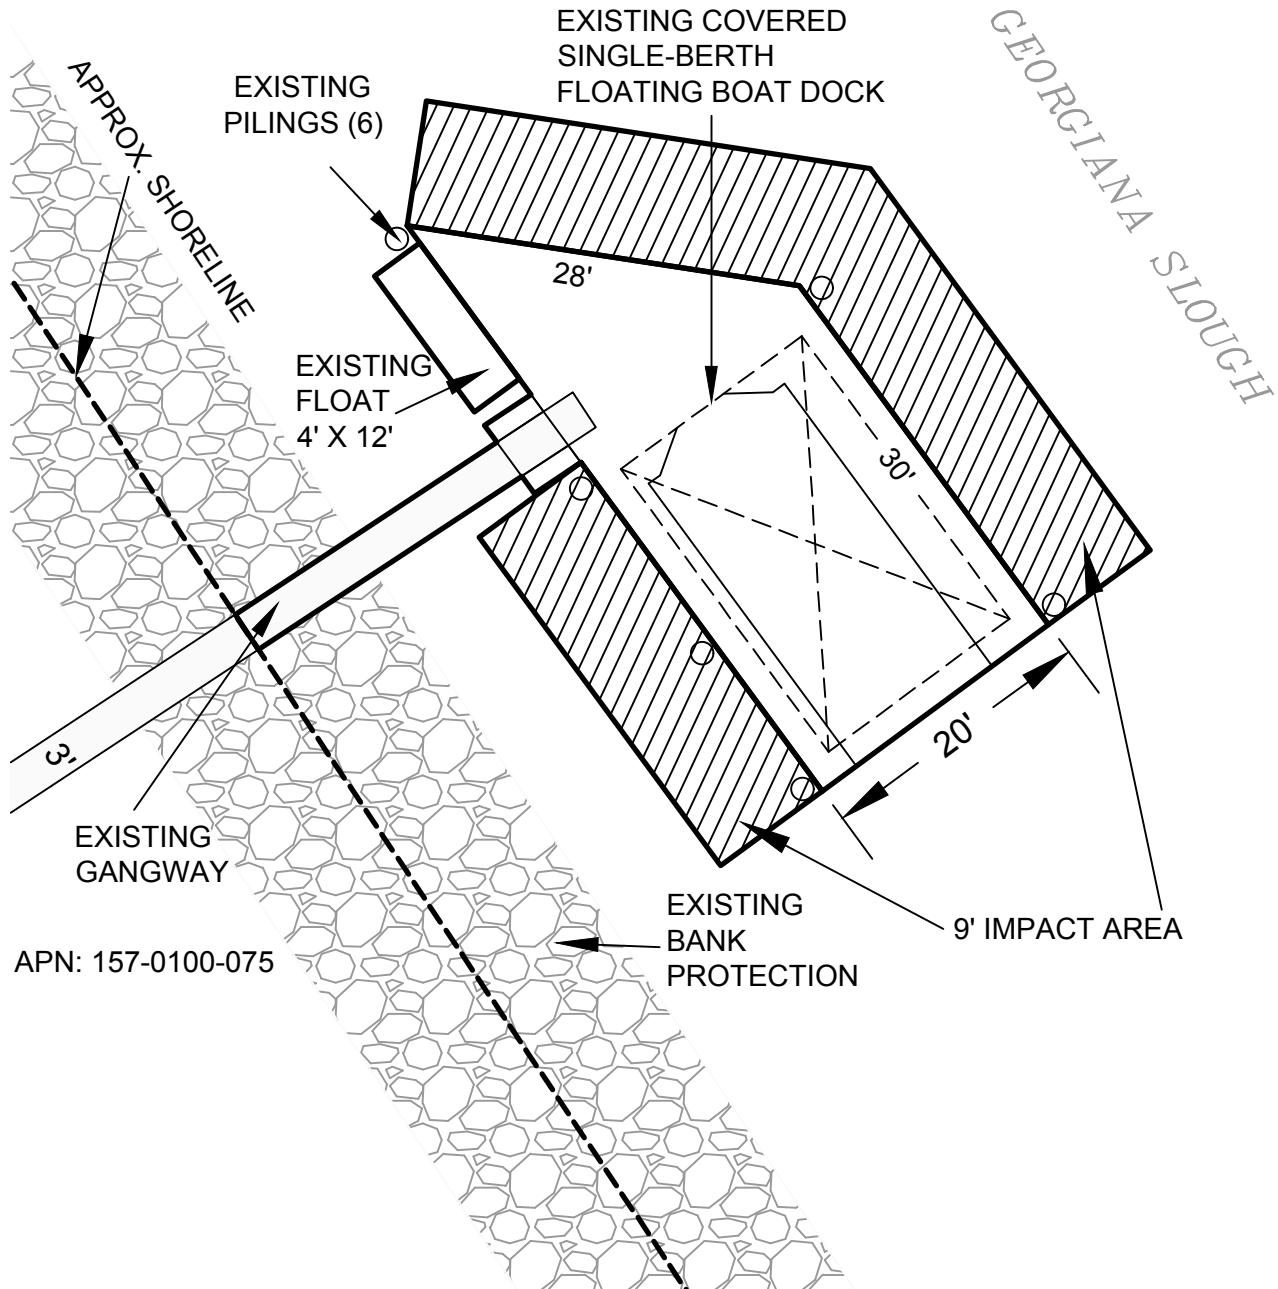 EXISTING COVERED
SINGLE-BERTH
FLOATING BOAT DOCK
GEORGIANA SLOUGH
EXISTING
PILINGS (6)
APPROX. SHORELINE
28'
EXISTING
FLOAT
4' X 12'
30'
20'
3'
EXISTING
GANGWAY
EXISTING
BANK
PROTECTION
9' IMPACT AREA
APN: 157-0100-075